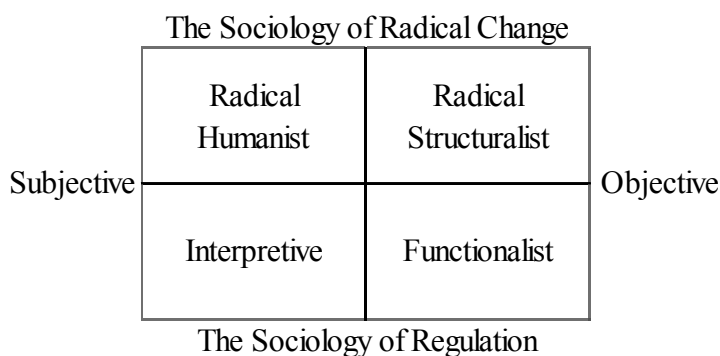 The Sociology of Radical Change
Radical
Humanist
Radical
Structuralist
Subjective
Objective
Interpretive
Functionalist
The Sociology of Regulation